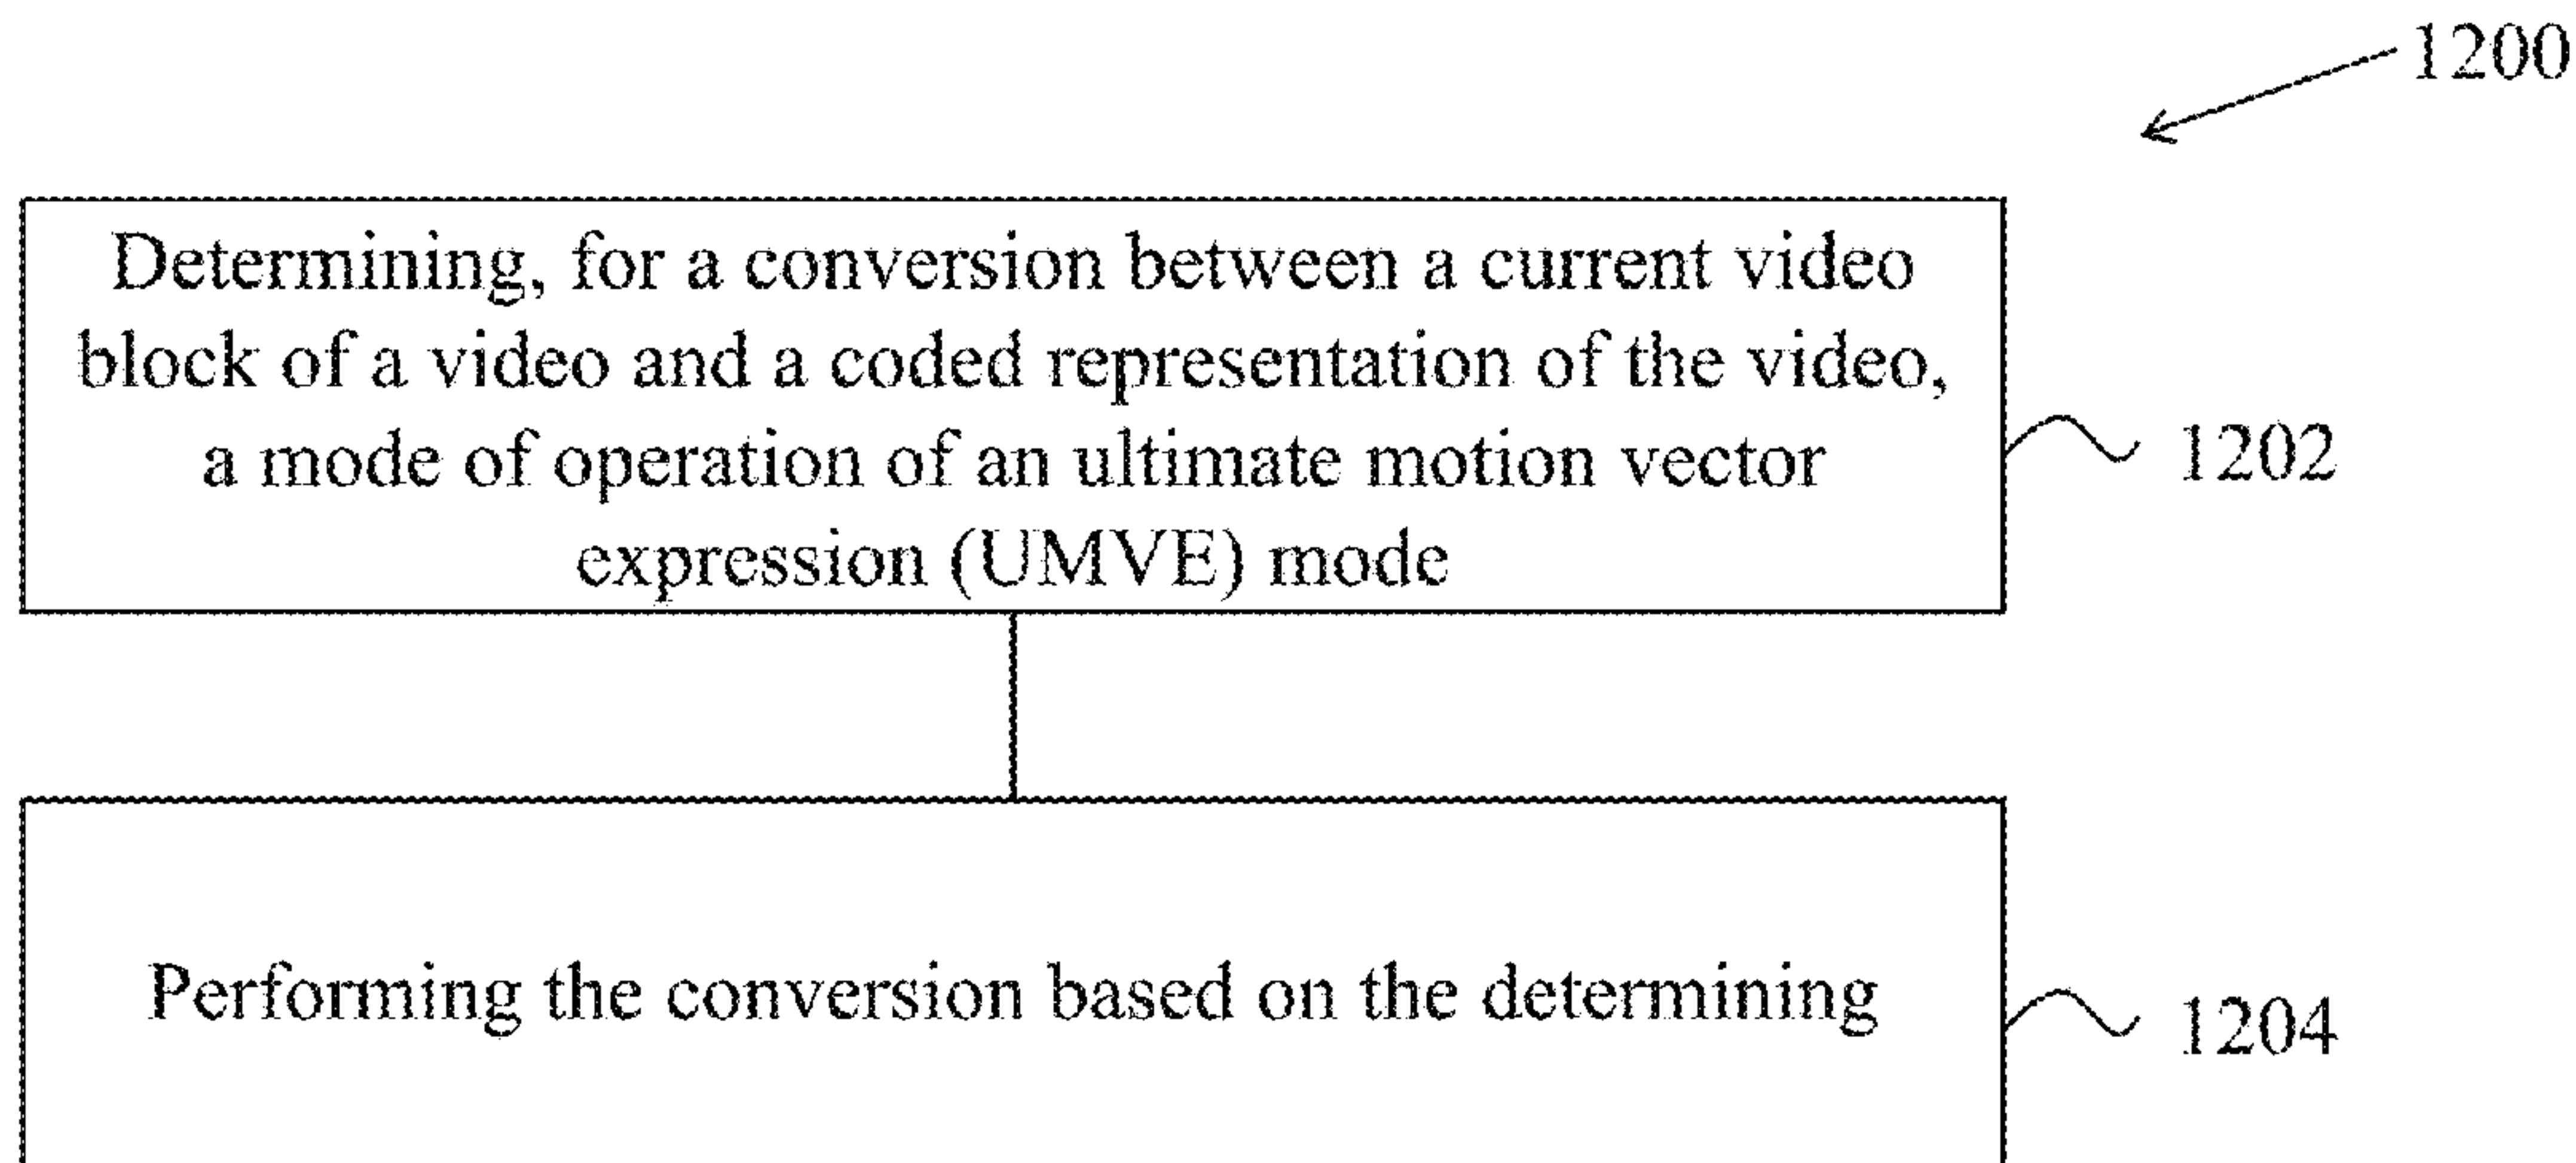 1200
Determining, for a conversion between a current video
block of a video and a coded representation of the video,
a mode of operation of an ultimate motion vector
expression (UMVE) mode
1202
Performing the conversion based on the determining
1204